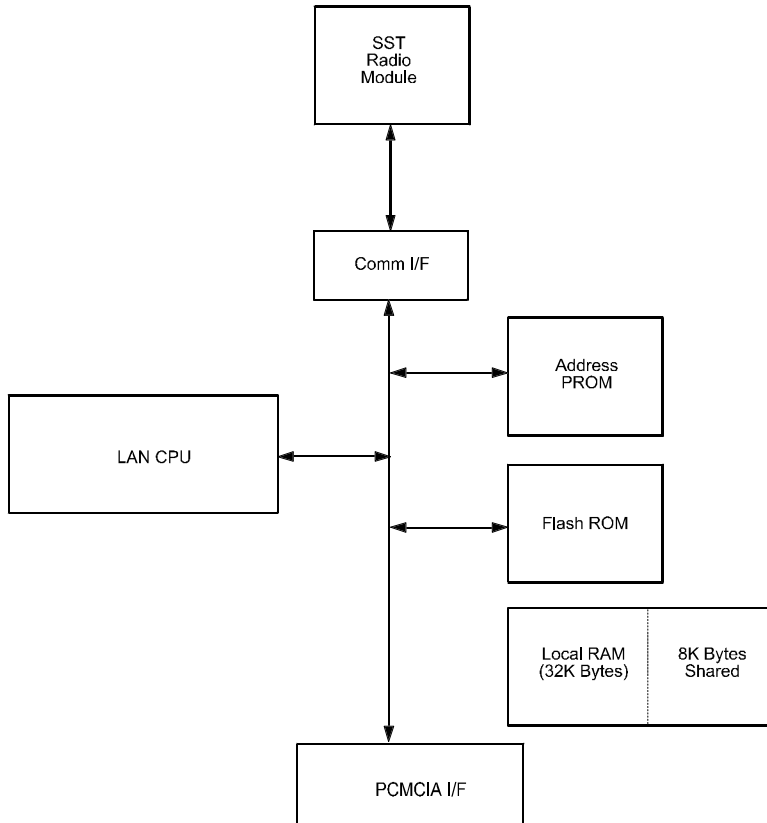 SST
Radio
Module
Comm I/F
Address
PROM
LAN CPU
Flash ROM
Local RAM
(32K Bytes)
8K Bytes
Shared
PCMCIA I/F